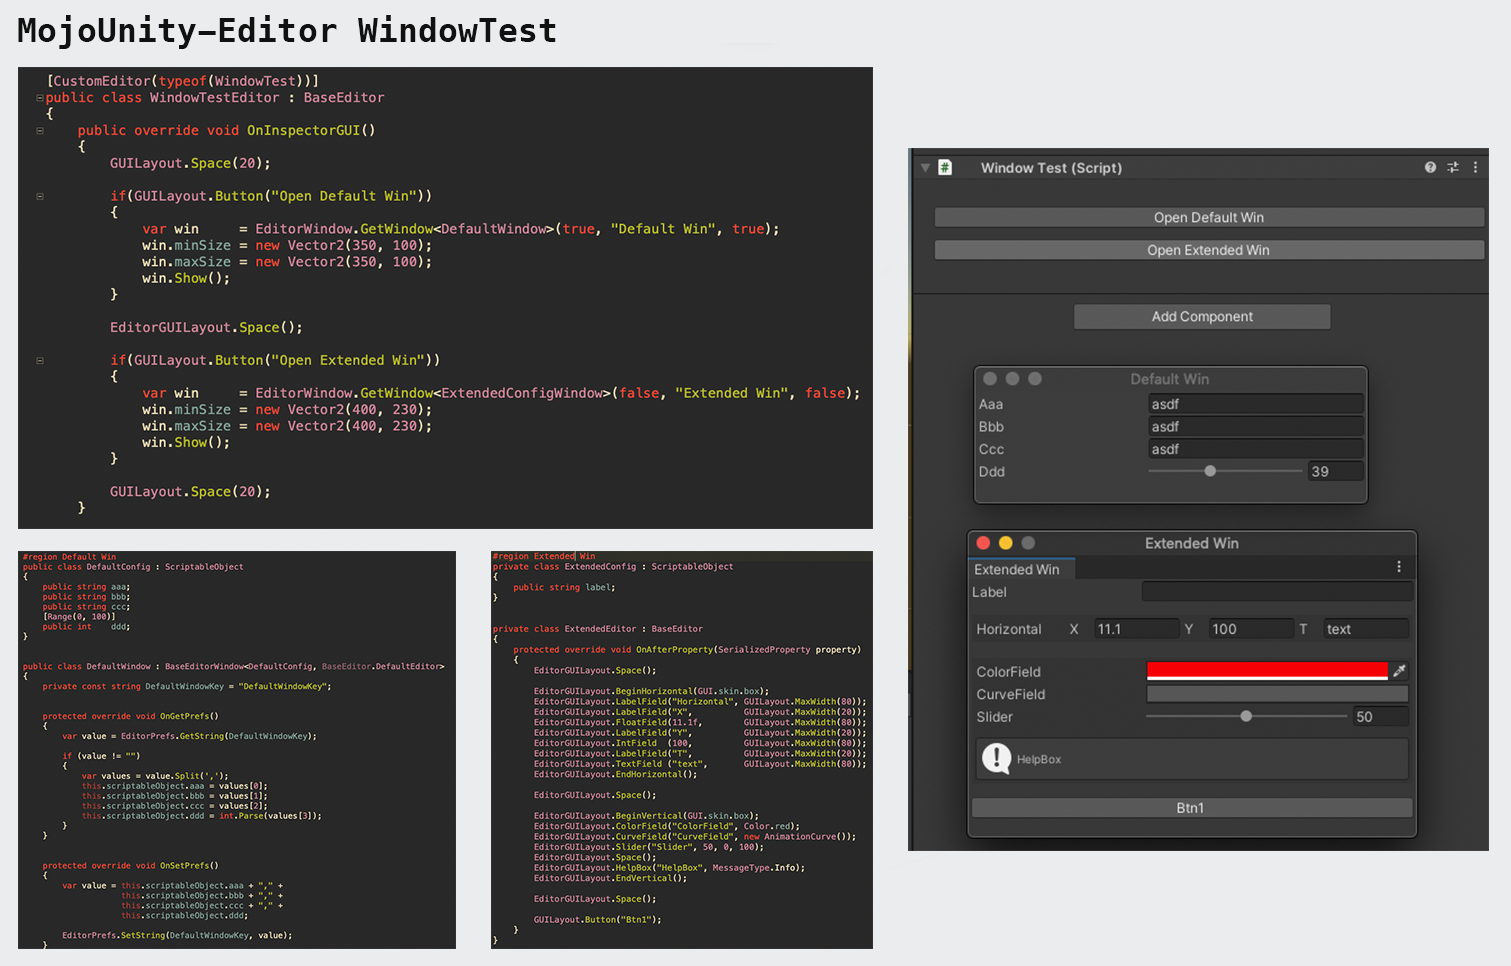 MojoUnity–Editor WindowTest
[CustomEditor(typeof(WindowTest))]
public class WindowTestEditor : BaseEditor
{
public override void OnInspectorGUI()
{
GUILayout.Space(20);
if(GUILayout.Button("Open Default Win"))
{
var win = EditorWindow.GetWindow<DefaultWindow>(true, "Default Win", true);
win.minSize = new Vector2(350, 100);
win.maxSize = new Vector2(350, 100);
win.Show();
}
EditorGUILayout.Space();
if(GUILayout.Button("Open Extended Win"))
{
var win = EditorWindow.GetWindow<ExtendedConfigWindow>(false, "Extended Win", false);
win.minSize = new Vector2(400, 230);
win.maxSize = new Vector2(400, 230);
win.Show();
}
GUILayout.Space(20);
}
#region Default Win
public class DefaultConfig : ScriptableObject
{
public string aaa;
public string bbb;
public string ccc;
[Range(0, 100)]
public int ddd;
}
public class DefaultWindow : BaseEditorWindow<DefaultConfig, BaseEditor.DefaultEditor>
{
private const string DefaultWindowKey = "DefaultWindowKey";
protected override void OnGetPrefs()
{
var value = EditorPrefs.GetString(DefaultWindowKey);
if (value != "")
{
var values = value.Split(',');
this.scriptableObject.aaa = values[0];
this.scriptableObject.bbb = values[1];
this.scriptableObject.ccc = values[2];
this.scriptableObject.ddd = int.Parse(values[3]);
}
}
protected override void OnSetPrefs()
{
var value = this.scriptableObject.aaa + "," +
this.scriptableObject.bbb + "," +
this.scriptableObject.ccc + "," +
this.scriptableObject.ddd;
EditorPrefs.SetString(DefaultWindowKey, value);
}
#region Extended Win
private class ExtendedConfig : ScriptableObject
{
public string label;
}
private class ExtendedEditor : BaseEditor
{
protected override void OnAfterProperty(SerializedProperty property)
{
EditorGUILayout.Space();
EditorGUILayout.BeginHorizontal(GUI.skin.box);
EditorGUILayout.LabelField("Horizontal", GUILayout.MaxWidth(80));
EditorGUILayout.LabelField("X", GUILayout.MaxWidth(20));
EditorGUILayout.FloatField(11.1f, GUILayout.MaxWidth(80));
EditorGUILayout.LabelField("Y", GUILayout.MaxWidth(20));
EditorGUILayout.IntField (100, GUILayout.MaxWidth(80));
EditorGUILayout.LabelField("T", GUILayout.MaxWidth(20));
EditorGUILayout.TextField ("text", GUILayout.MaxWidth(80));
EditorGUILayout.EndHorizontal();
EditorGUILayout.Space();
EditorGUILayout.BeginVertical(GUI.skin.box);
EditorGUILayout.ColorField("ColorField", Color.red);
EditorGUILayout.CurveField("CurveField", new AnimationCurve());
EditorGUILayout.Slider("Slider", 50, 0, 100);
EditorGUILayout.Space();
EditorGUILayout.HelpBox("HelpBox", MessageType.Info);
EditorGUILayout.EndVertical();
EditorGUILayout.Space();
GUILayout.Button("Btn1");
}
}
Window Test (Script)
Open Default Win
Open Extended Win
Add Component
Default Win
Aaa asdf
Bbb asdf
Ccc asdf
Ddd 39
Extended Win
Extended Win
Label
Horizontal X 11.1 Y 100 T text
ColorField
CurveField
Slider 50
HelpBox
Btn1